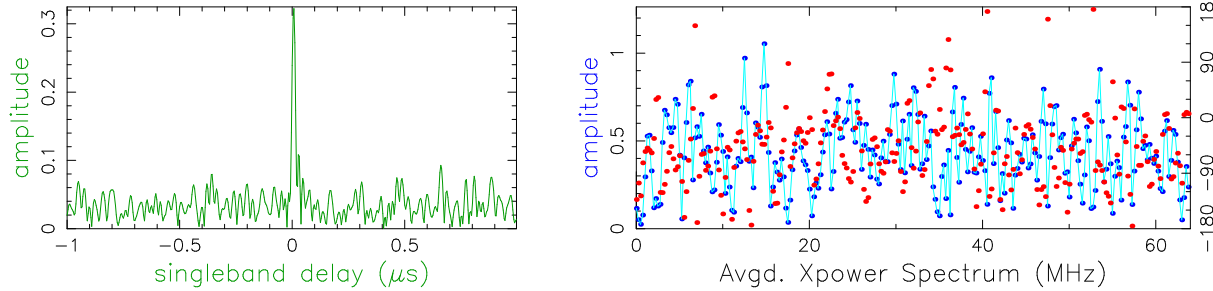 amplitude
0 0.1 0.2 0.3
−1 −0.5 0 0.5
singleband delay (μs)
amplitude
0 0.5 1
0 20 40 60
Avgd. Xpower Spectrum (MHz)
−180 −90 0 90 18